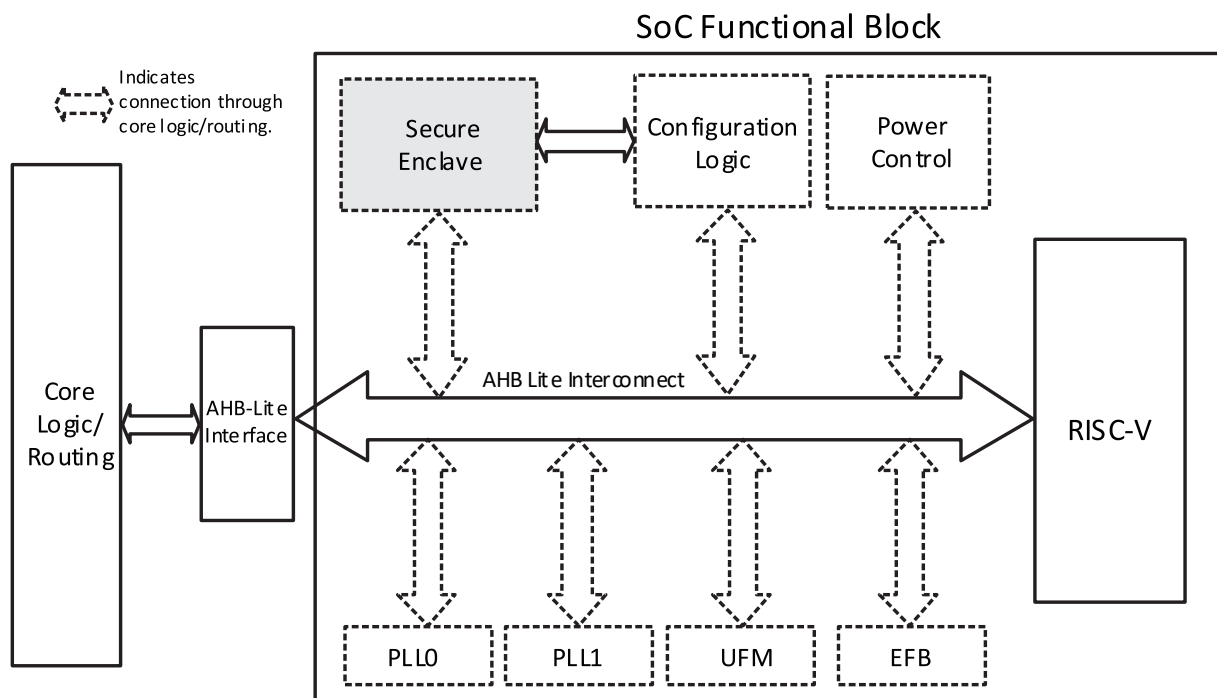 SoC Functional Block
Indicates
connection through
core logic/routing.
Secure
Enclave
Configuration
Logic
Power
Control
AHB Lite Interconnect
Core
Logic/
Routing
AHB-Lite
Interface
RISC-V
PLL0
PLL1
UFM
EFB